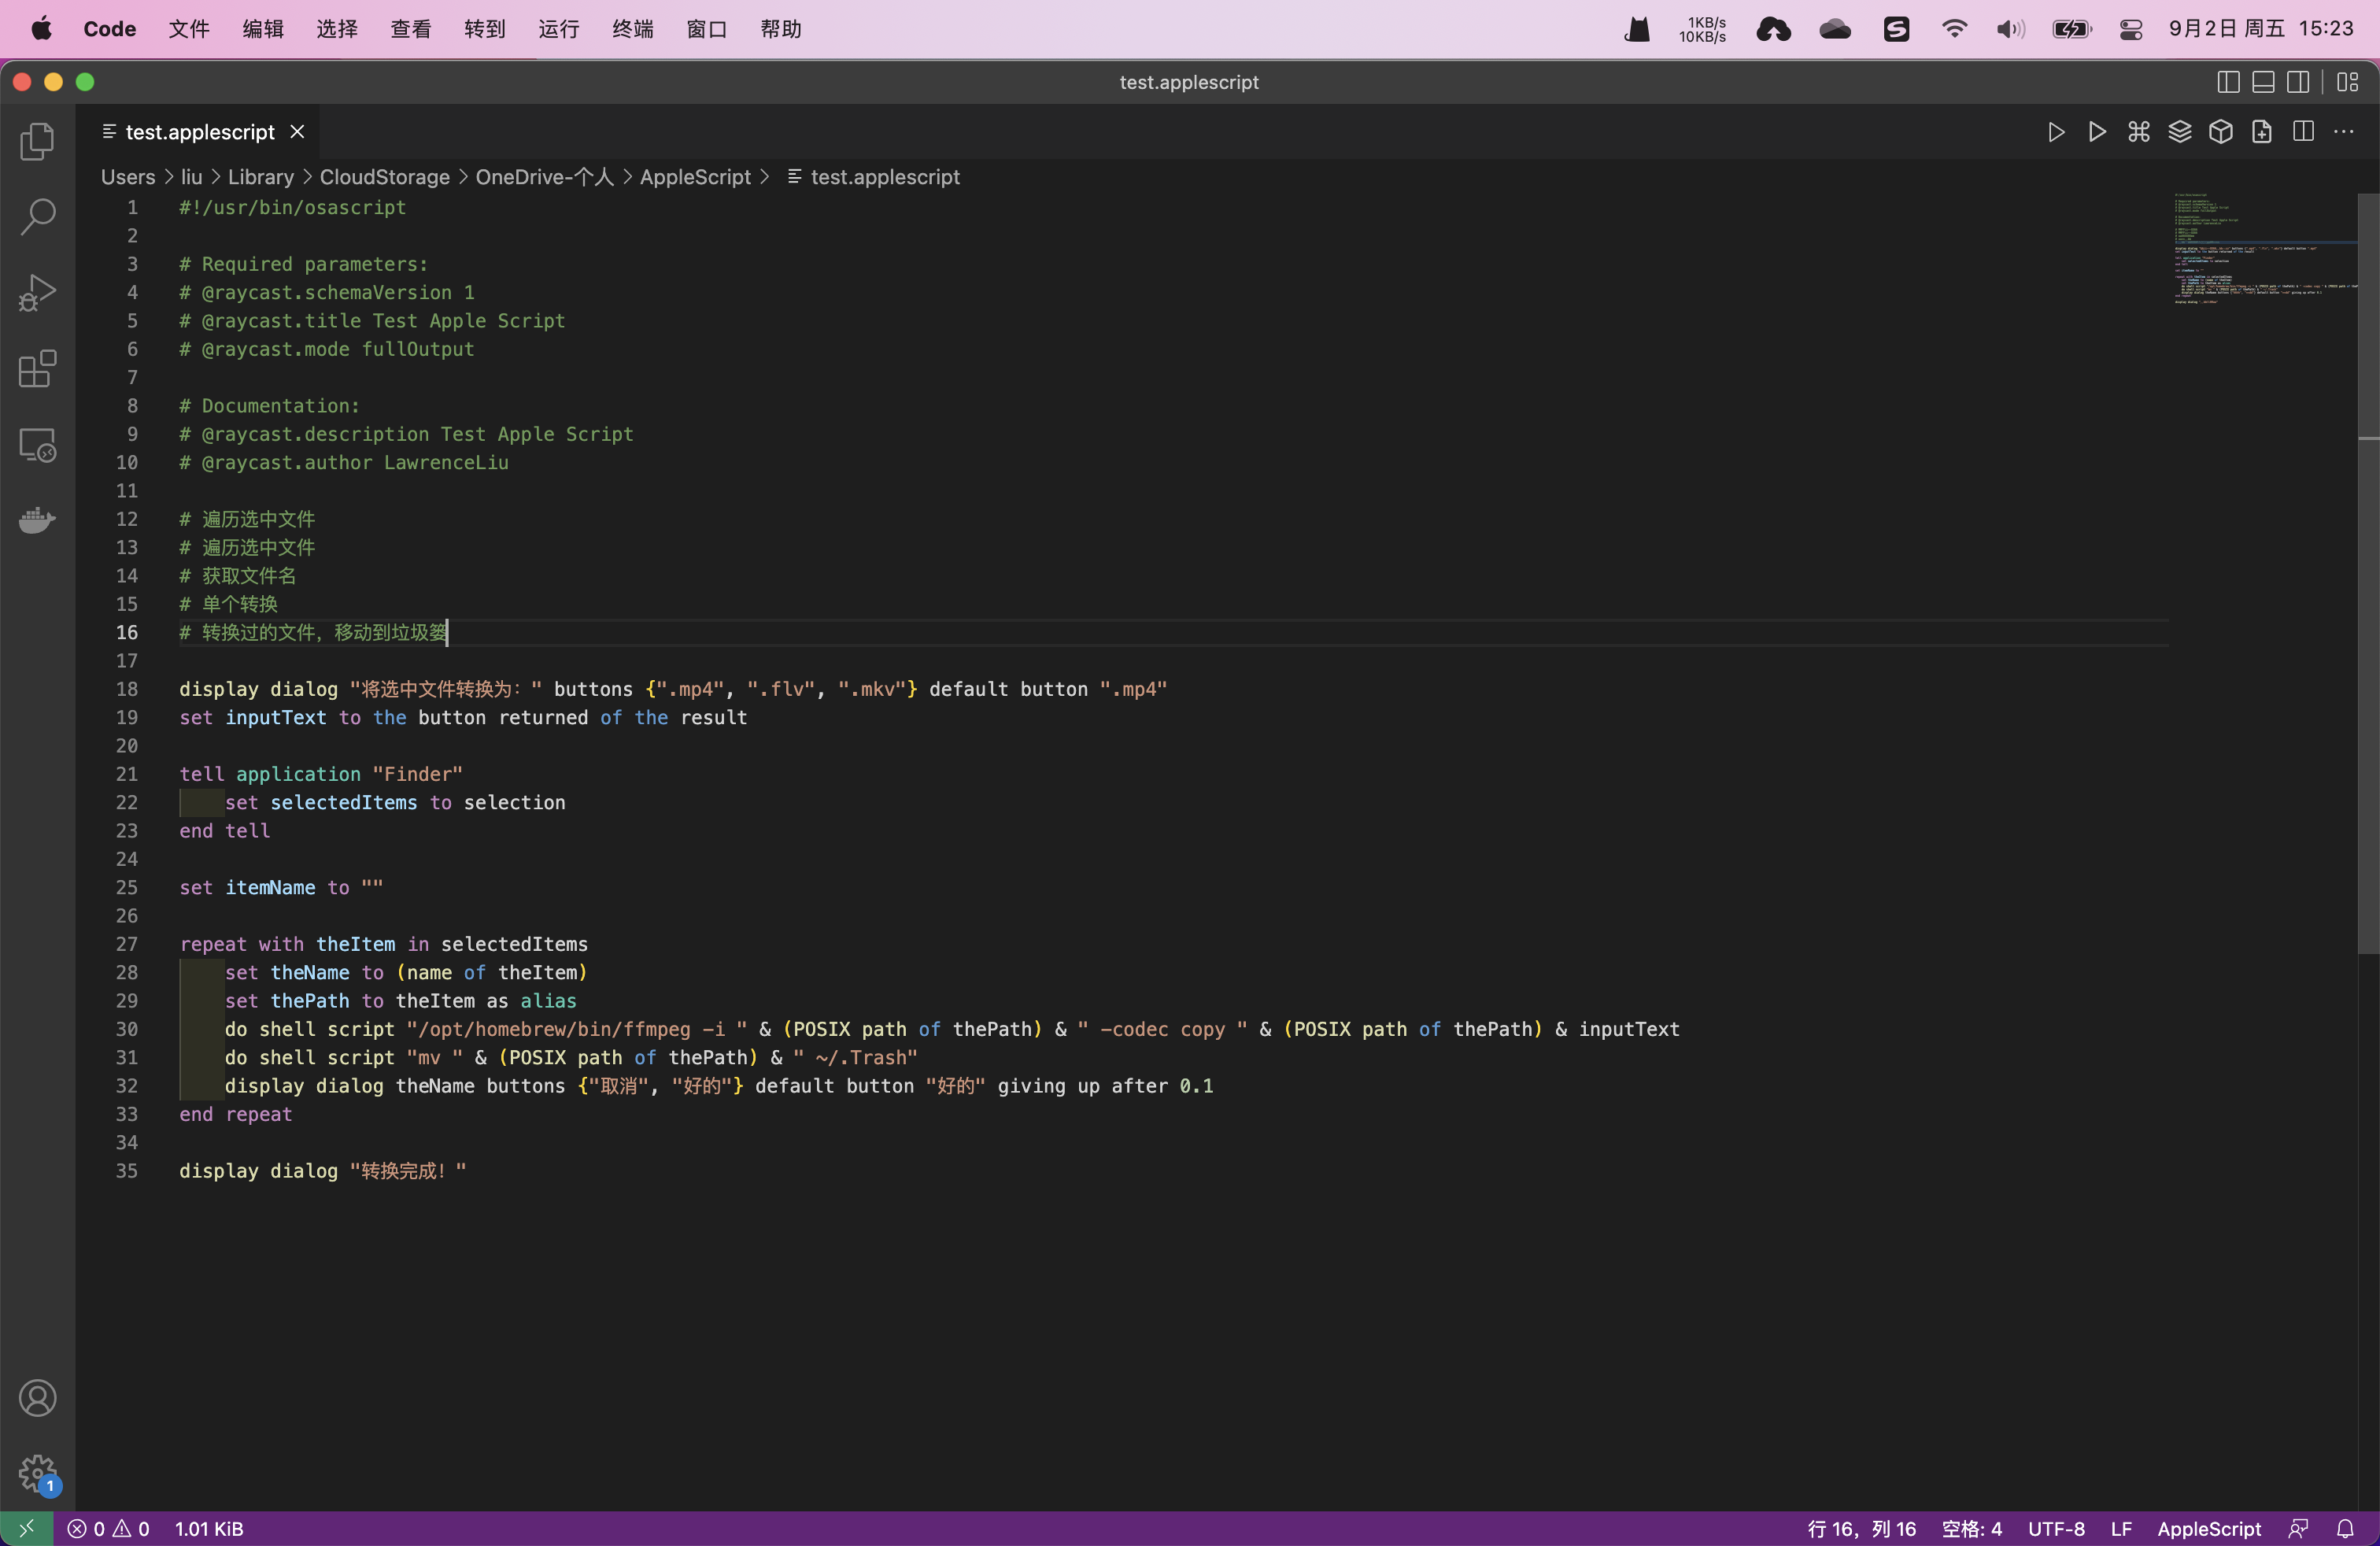 Code 文件 编辑 选择 查看 转到 运行 终端 窗口 帮助 1KB/s 10KB/s 9月2日 周五 15:23
test.applescript
test.applescript
Users > liu > Library > CloudStorage > OneDrive-个人 > AppleScript > test.applescript
1 #!/usr/bin/osascript
2
3 # Required parameters:
4 # @raycast.schemaVersion 1
5 # @raycast.title Test Apple Script
6 # @raycast.mode fullOutput
7
8 # Documentation:
9 # @raycast.description Test Apple Script
10 # @raycast.author LawrenceLiu
11
12 # 遍历选中文件
13 # 遍历选中文件
14 # 获取文件名
15 # 单个转换
16 # 转换过的文件，移动到垃圾篓
17
18 display dialog "将选中文件转换为：" buttons {".mp4", ".flv", ".mkv"} default button ".mp4"
19 set inputText to the button returned of the result
20
21 tell application "Finder"
22     set selectedItems to selection
23 end tell
24
25 set itemName to ""
26
27 repeat with theItem in selectedItems
28     set theName to (name of theItem)
29     set thePath to theItem as alias
30     do shell script "/opt/homebrew/bin/ffmpeg -i " & (POSIX path of thePath) & " -codec copy " & (POSIX path of thePath) & inputText
31     do shell script "mv " & (POSIX path of thePath) & " ~/.Trash"
32     display dialog theName buttons {"取消", "好的"} default button "好的" giving up after 0.1
33 end repeat
34
35 display dialog "转换完成！"
1
0 0 1.01 KiB 行 16，列 16 空格: 4 UTF-8 LF AppleScript